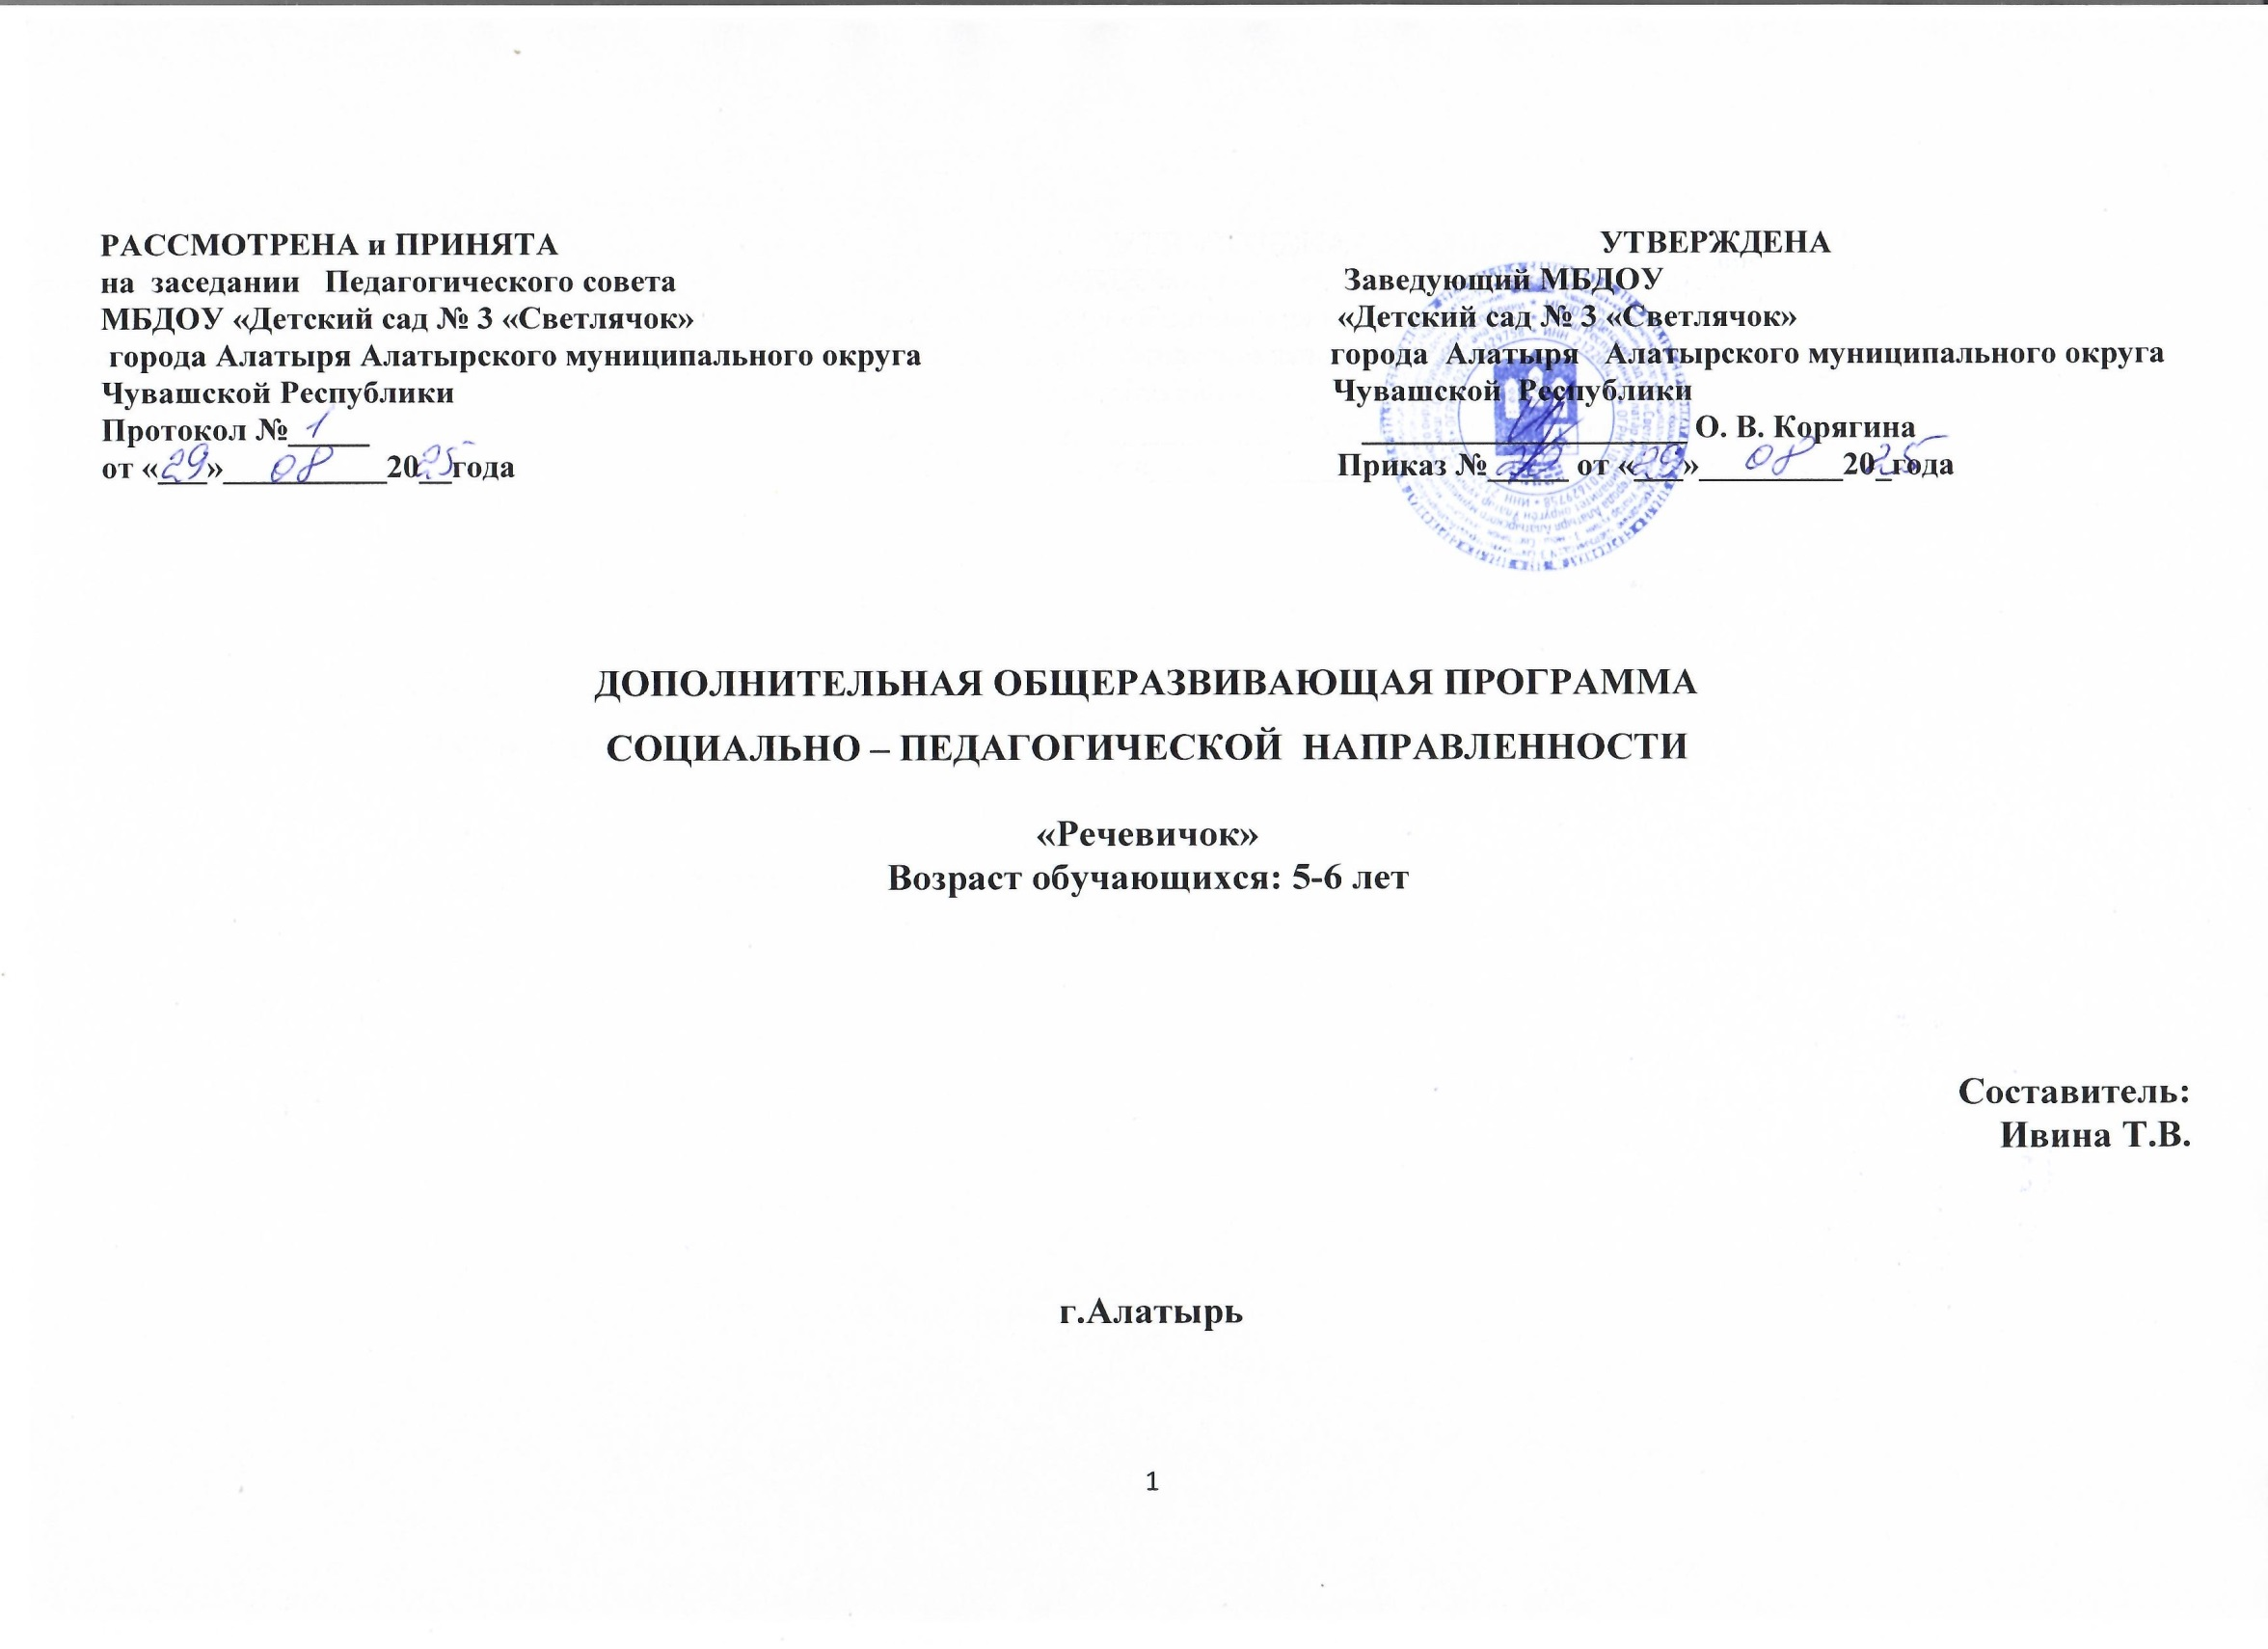 РАССМОТРЕНА и ПРИНЯТА
на заседании Педагогического совета
МБДОУ «Детский сад № 3 «Светлячок»
города Алатыря Алатырского муниципального округа
Чувашской Республики
Протокол № 1
от «29» 08 2025 года
УТВЕРЖДЕНА
Заведующий МБДОУ
«Детский сад № 3 «Светлячок»
города Алатыря Алатырского муниципального округа
Чувашской Республики
О. В. Корягина
Приказ № от «29» 08 2025 года
ДОПОЛНИТЕЛЬНАЯ ОБЩЕРАЗВИВАЮЩАЯ ПРОГРАММА
СОЦИАЛЬНО – ПЕДАГОГИЧЕСКОЙ НАПРАВЛЕННОСТИ
«Речевичок»
Возраст обучающихся: 5-6 лет
Составитель:
Ивина Т.В.
г.Алатырь
1